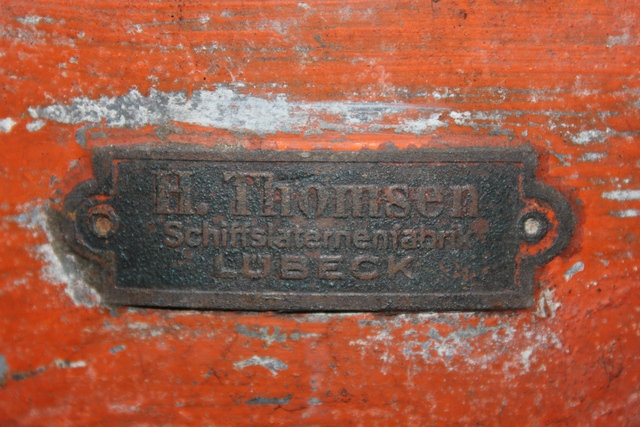 H. Thomsen
Schiffslaternenfabrik
LÜBECK